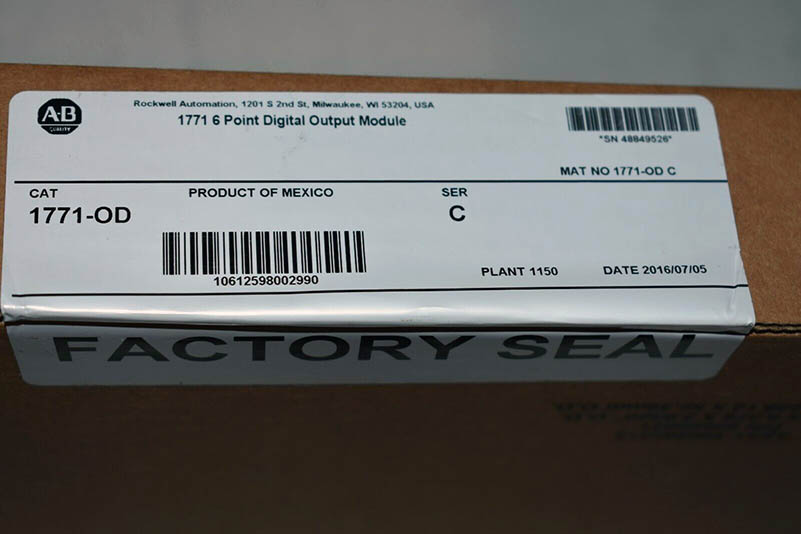 A-B
QUALITY
Rockwell Automation, 1201 S 2nd St, Milwaukee, WI 53204, USA
1771 6 Point Digital Output Module
*SN 48849526*
MAT NO 1771-OD C
CAT
PRODUCT OF MEXICO
SER
1771-OD
C
10612598002990
PLANT 1150
DATE 2016/07/05
FACTORY SEAL